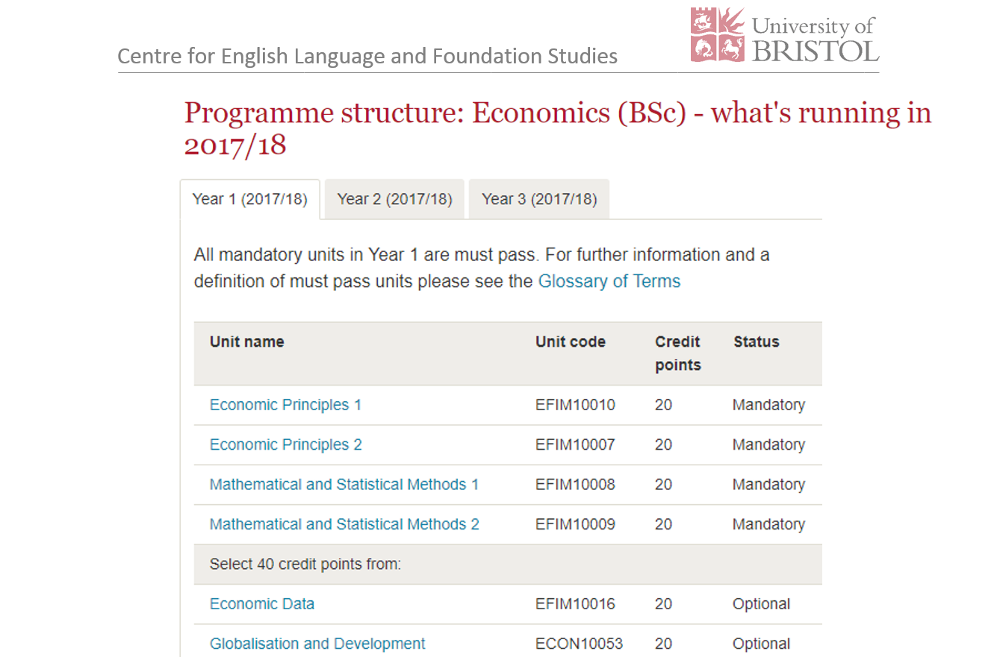 University of
BRISTOL
Centre for English Language and Foundation Studies
Programme structure: Economics (BSc) - what's running in
2017/18
Year 1 (2017/18) Year 2 (2017/18) Year 3 (2017/18)
All mandatory units in Year 1 are must pass. For further information and a
definition of must pass units please see the Glossary of Terms
Unit name Unit code Credit points Status
Economic Principles 1 EFIM10010 20 Mandatory
Economic Principles 2 EFIM10007 20 Mandatory
Mathematical and Statistical Methods 1 EFIM10008 20 Mandatory
Mathematical and Statistical Methods 2 EFIM10009 20 Mandatory
Select 40 credit points from:
Economic Data EFIM10016 20 Optional
Globalisation and Development ECON10053 20 Optional